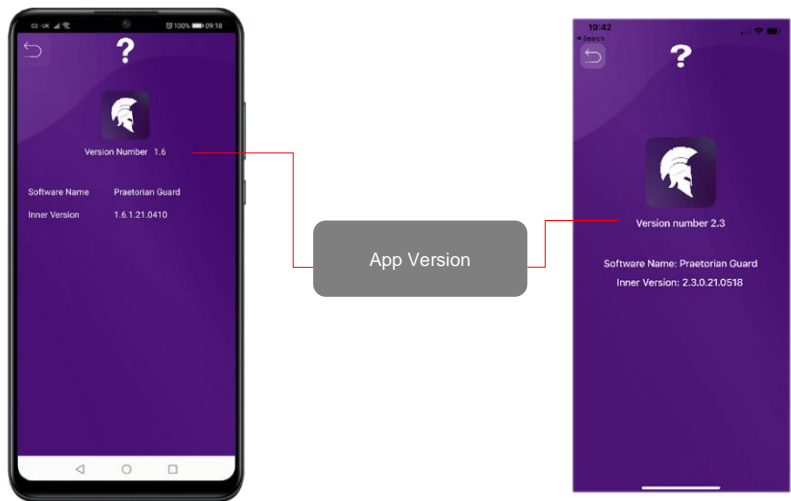 O2 - UK 100% 09:18
?
Version Number 1.6
Software Name Praetorian Guard
Inner Version 1.6.1.21.0410
App Version
19:42
◀ Search
?
Version number 2.3
Software Name: Praetorian Guard
Inner Version: 2.3.0.21.0518